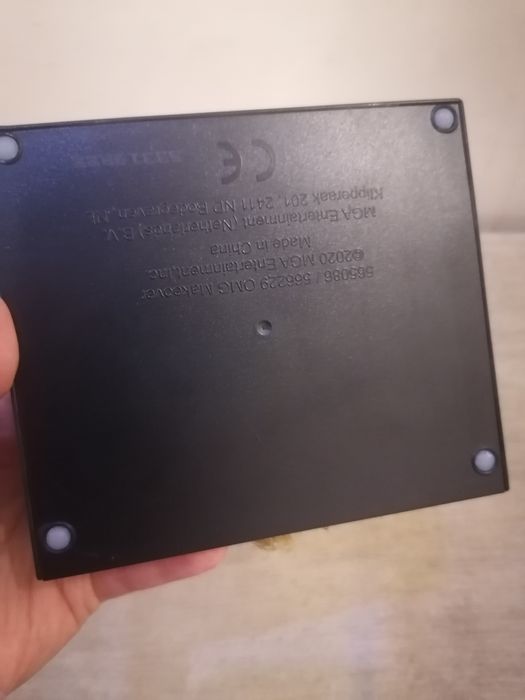 565086 / 566229 OMG Makeover
©2020 MGA Entertainment, Inc.
Made in China
MGA Entertainment (Netherlands) B.V.
Klipperaak 201, 2411 NP Bodegraven, NL
CE